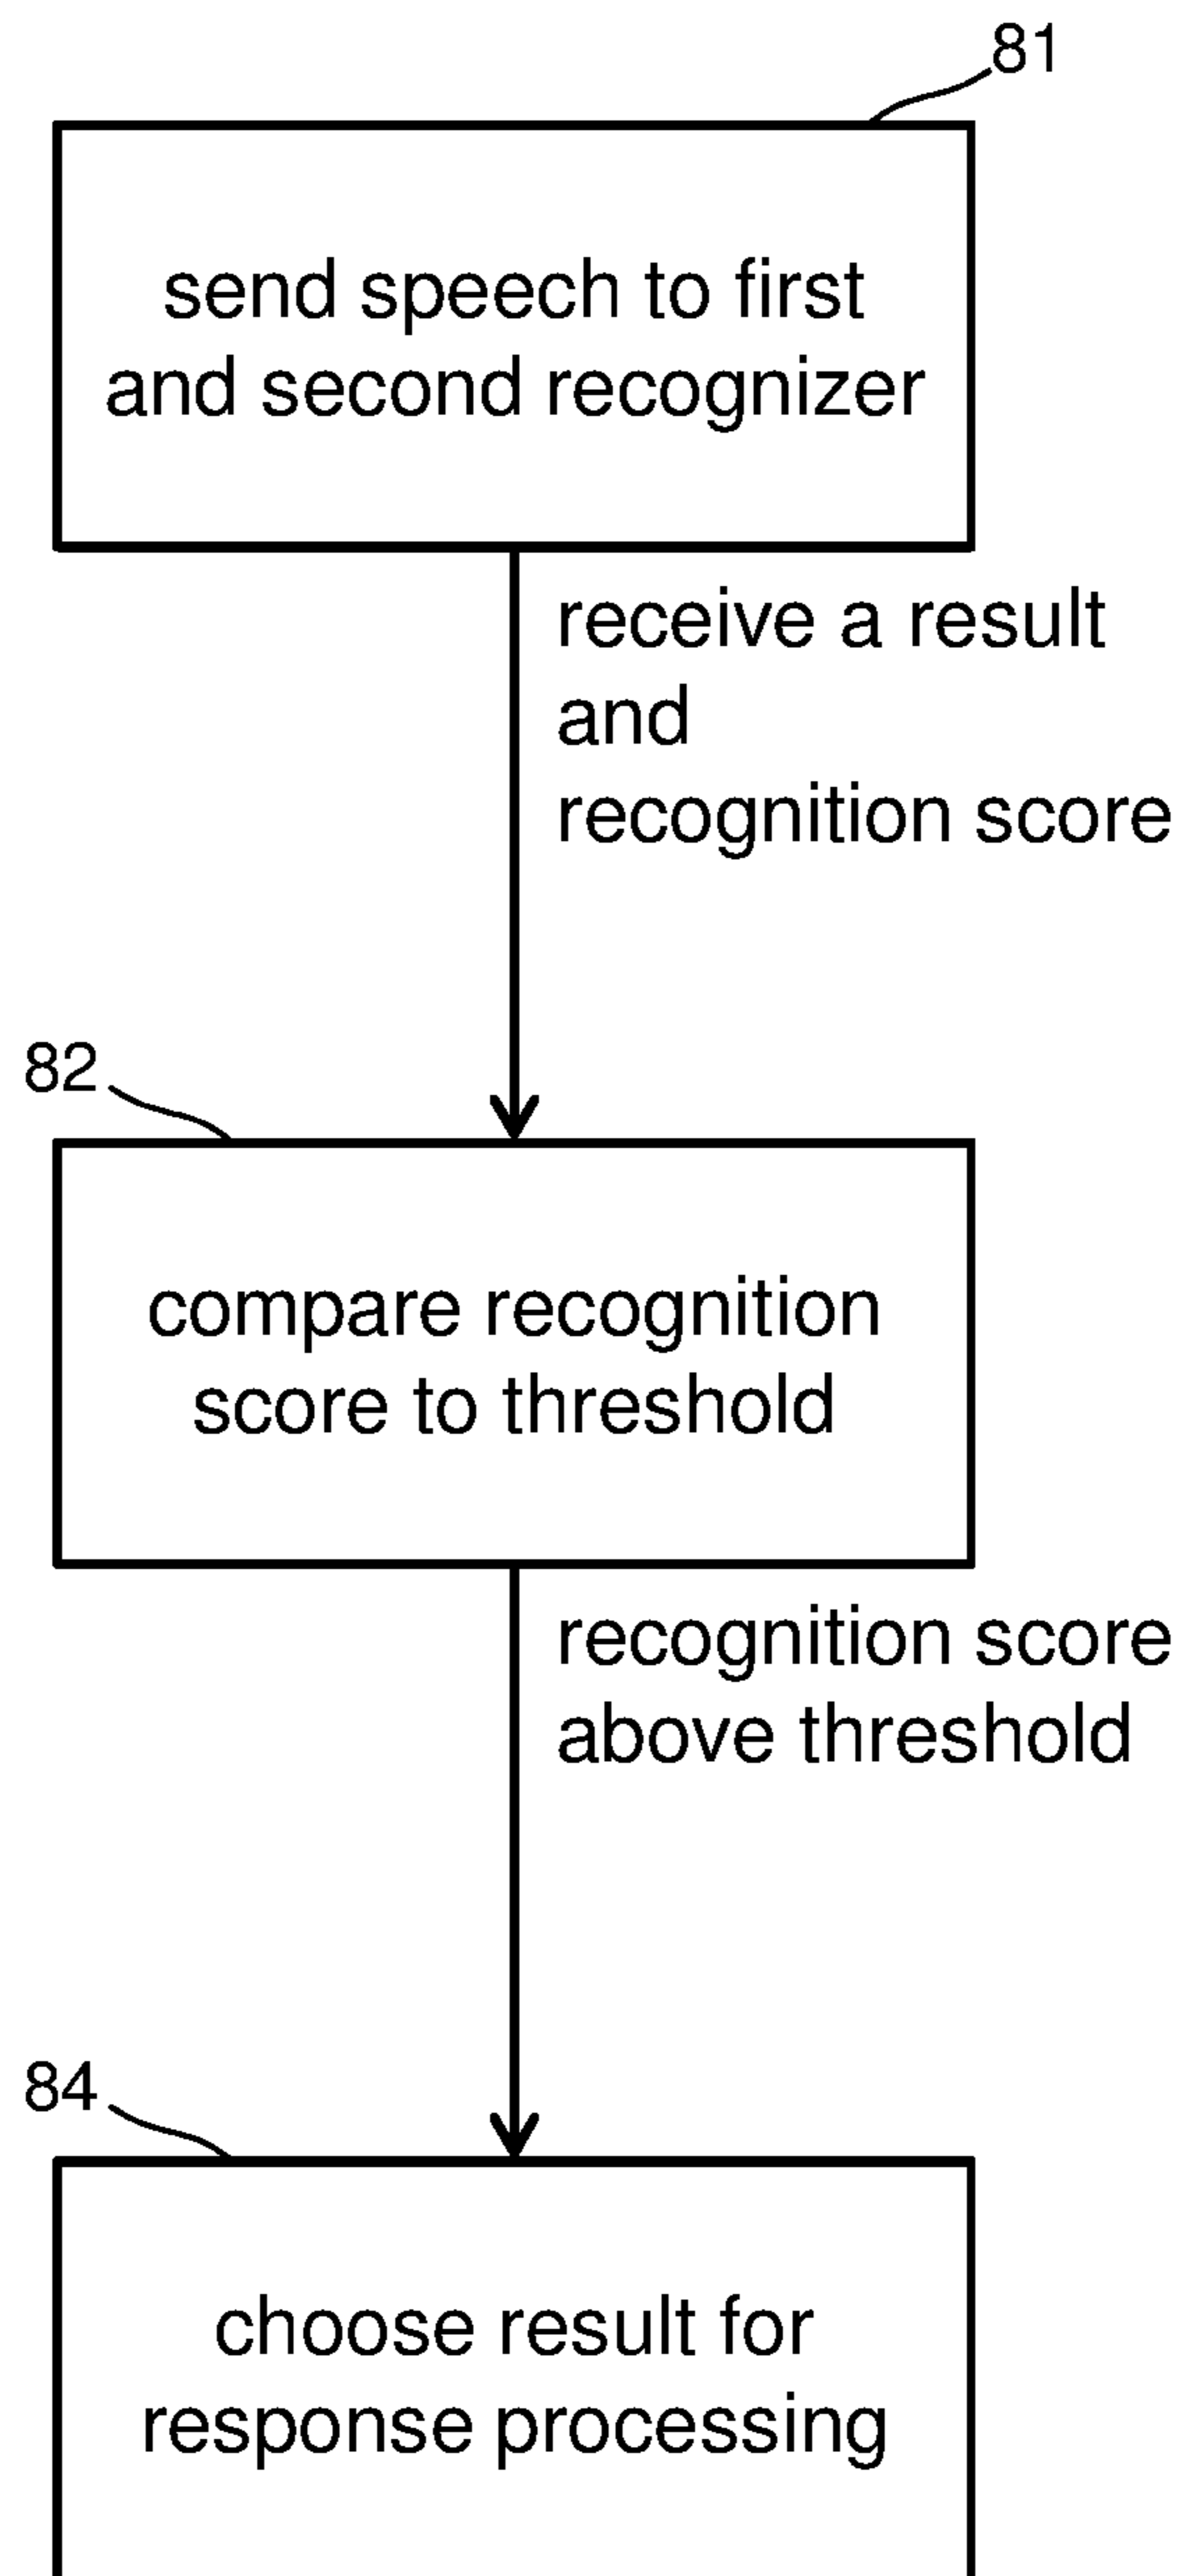 81
send speech to first
and second recognizer
receive a result
and
recognition score
82
compare recognition
score to threshold
recognition score
above threshold
84
choose result for
response processing